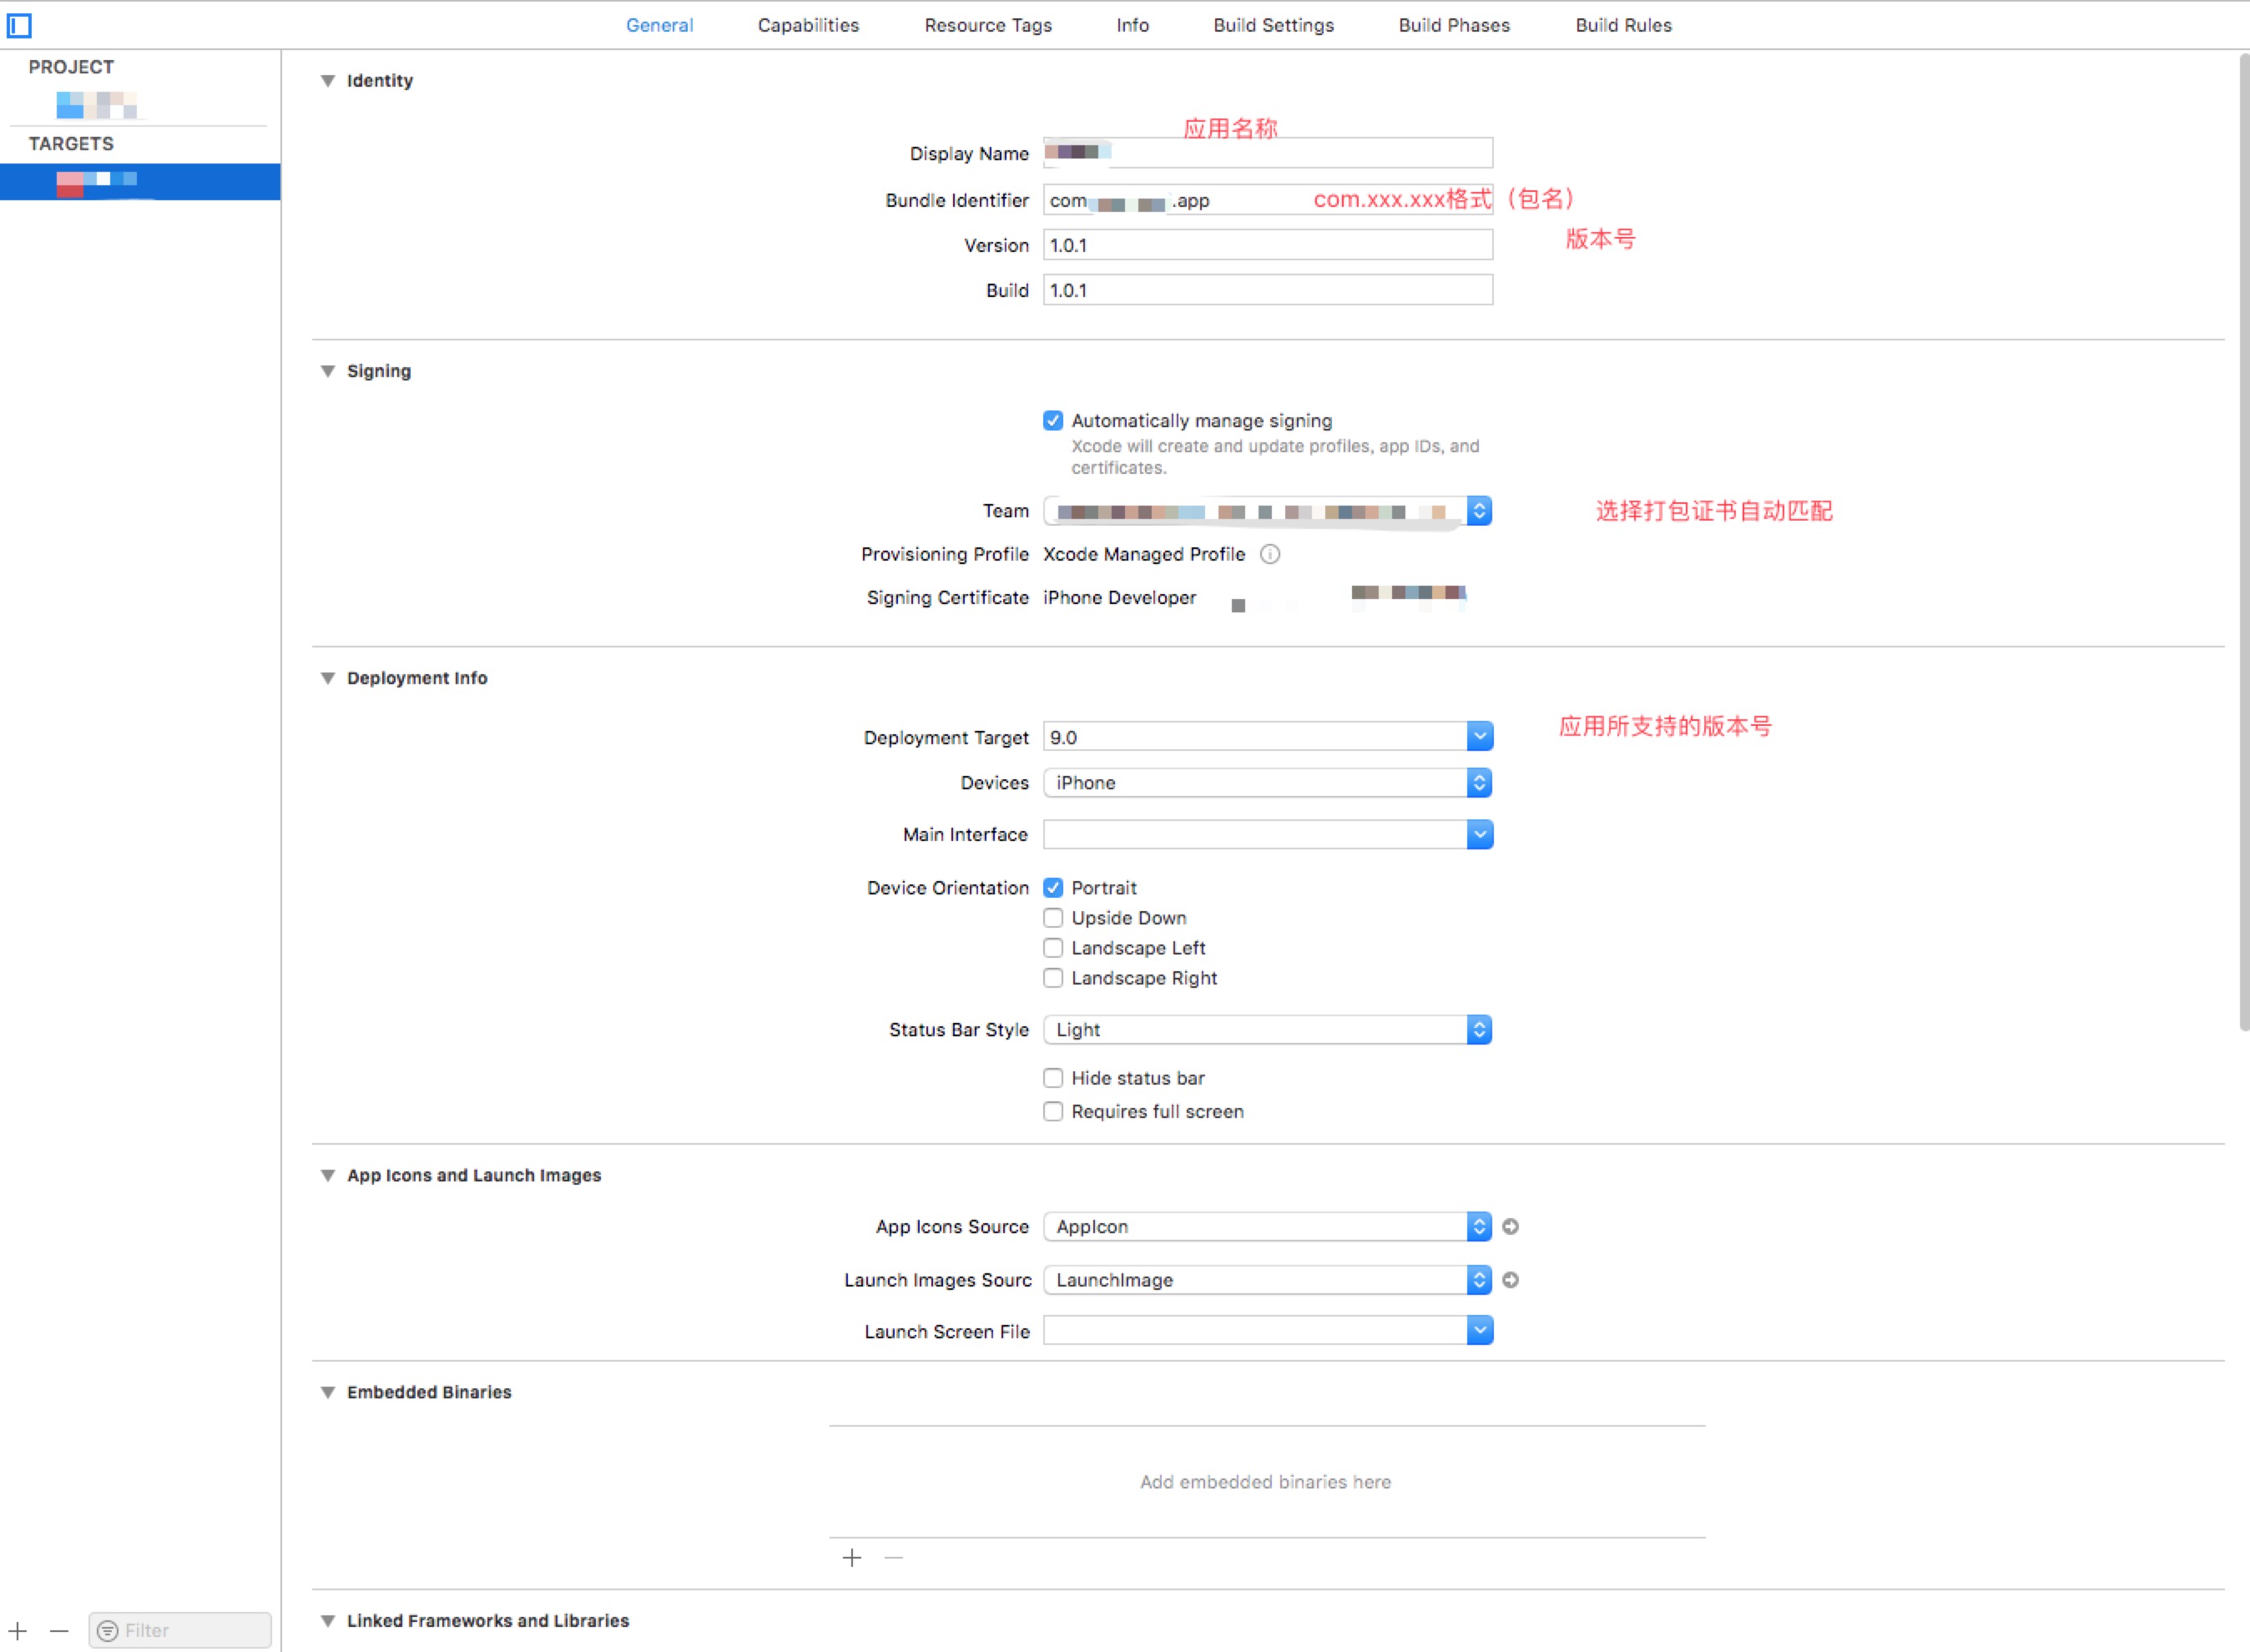 General Capabilities Resource Tags Info Build Settings Build Phases Build Rules
PROJECT
TARGETS
Identity
应用名称
Display Name
Bundle Identifier com .app com.xxx.xxx格式（包名）
Version 1.0.1 版本号
Build 1.0.1
Signing
Automatically manage signing
Xcode will create and update profiles, app IDs, and
certificates.
Team 选择打包证书自动匹配
Provisioning Profile Xcode Managed Profile
Signing Certificate iPhone Developer
Deployment Info
Deployment Target 9.0 应用所支持的版本号
Devices iPhone
Main Interface
Device Orientation Portrait
Upside Down
Landscape Left
Landscape Right
Status Bar Style Light
Hide status bar
Requires full screen
App Icons and Launch Images
App Icons Source AppIcon
Launch Images Sourc LaunchImage
Launch Screen File
Embedded Binaries
Add embedded binaries here
Linked Frameworks and Libraries
Filter